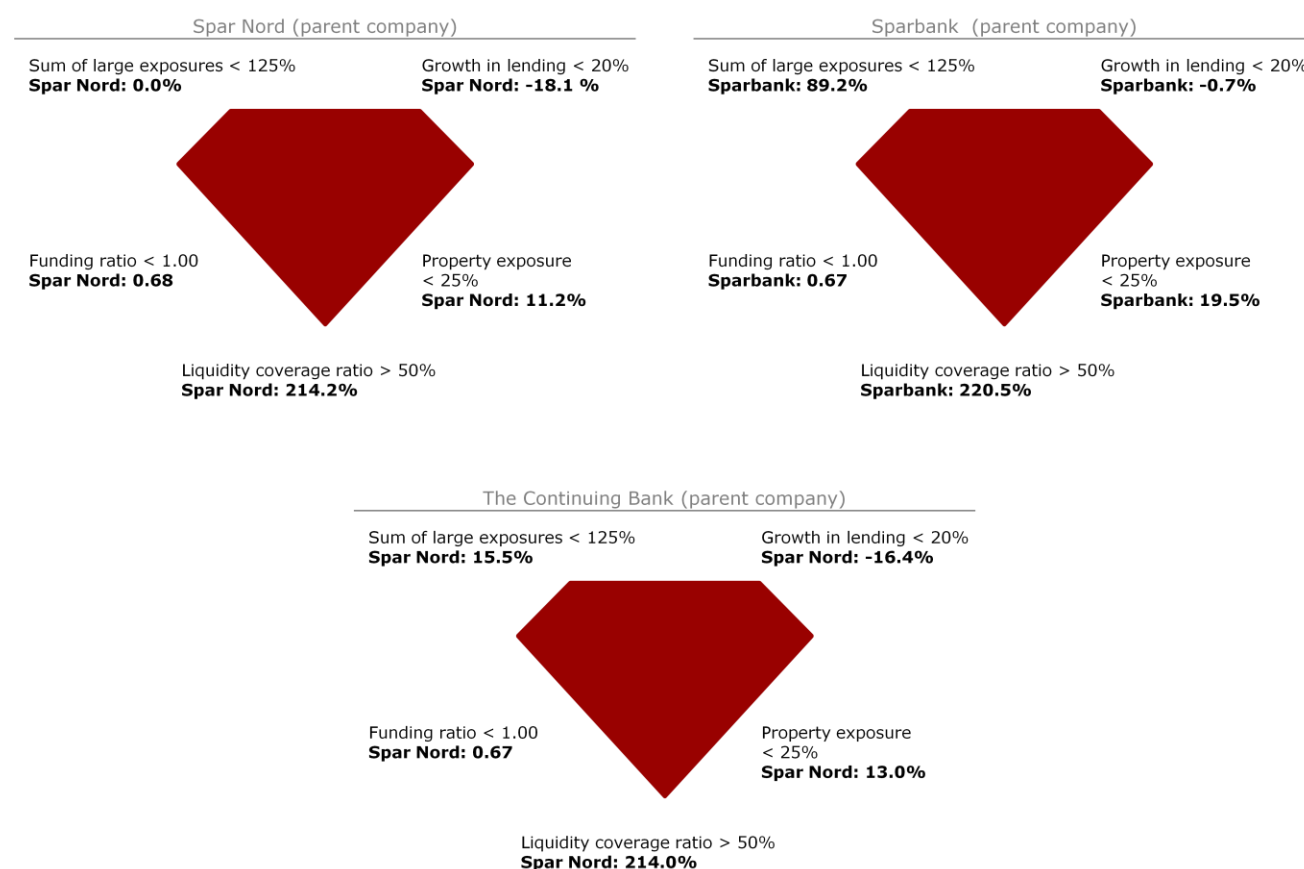 Spar Nord (parent company)
Sum of large exposures < 125%
Spar Nord: 0.0%
Growth in lending < 20%
Spar Nord: -18.1 %
Funding ratio < 1.00
Spar Nord: 0.68
Property exposure
< 25%
Spar Nord: 11.2%
Liquidity coverage ratio > 50%
Spar Nord: 214.2%
Sparbank (parent company)
Sum of large exposures < 125%
Sparbank: 89.2%
Growth in lending < 20%
Sparbank: -0.7%
Funding ratio < 1.00
Sparbank: 0.67
Property exposure
< 25%
Sparbank: 19.5%
Liquidity coverage ratio > 50%
Sparbank: 220.5%
The Continuing Bank (parent company)
Sum of large exposures < 125%
Spar Nord: 15.5%
Growth in lending < 20%
Spar Nord: -16.4%
Funding ratio < 1.00
Spar Nord: 0.67
Property exposure
< 25%
Spar Nord: 13.0%
Liquidity coverage ratio > 50%
Spar Nord: 214.0%